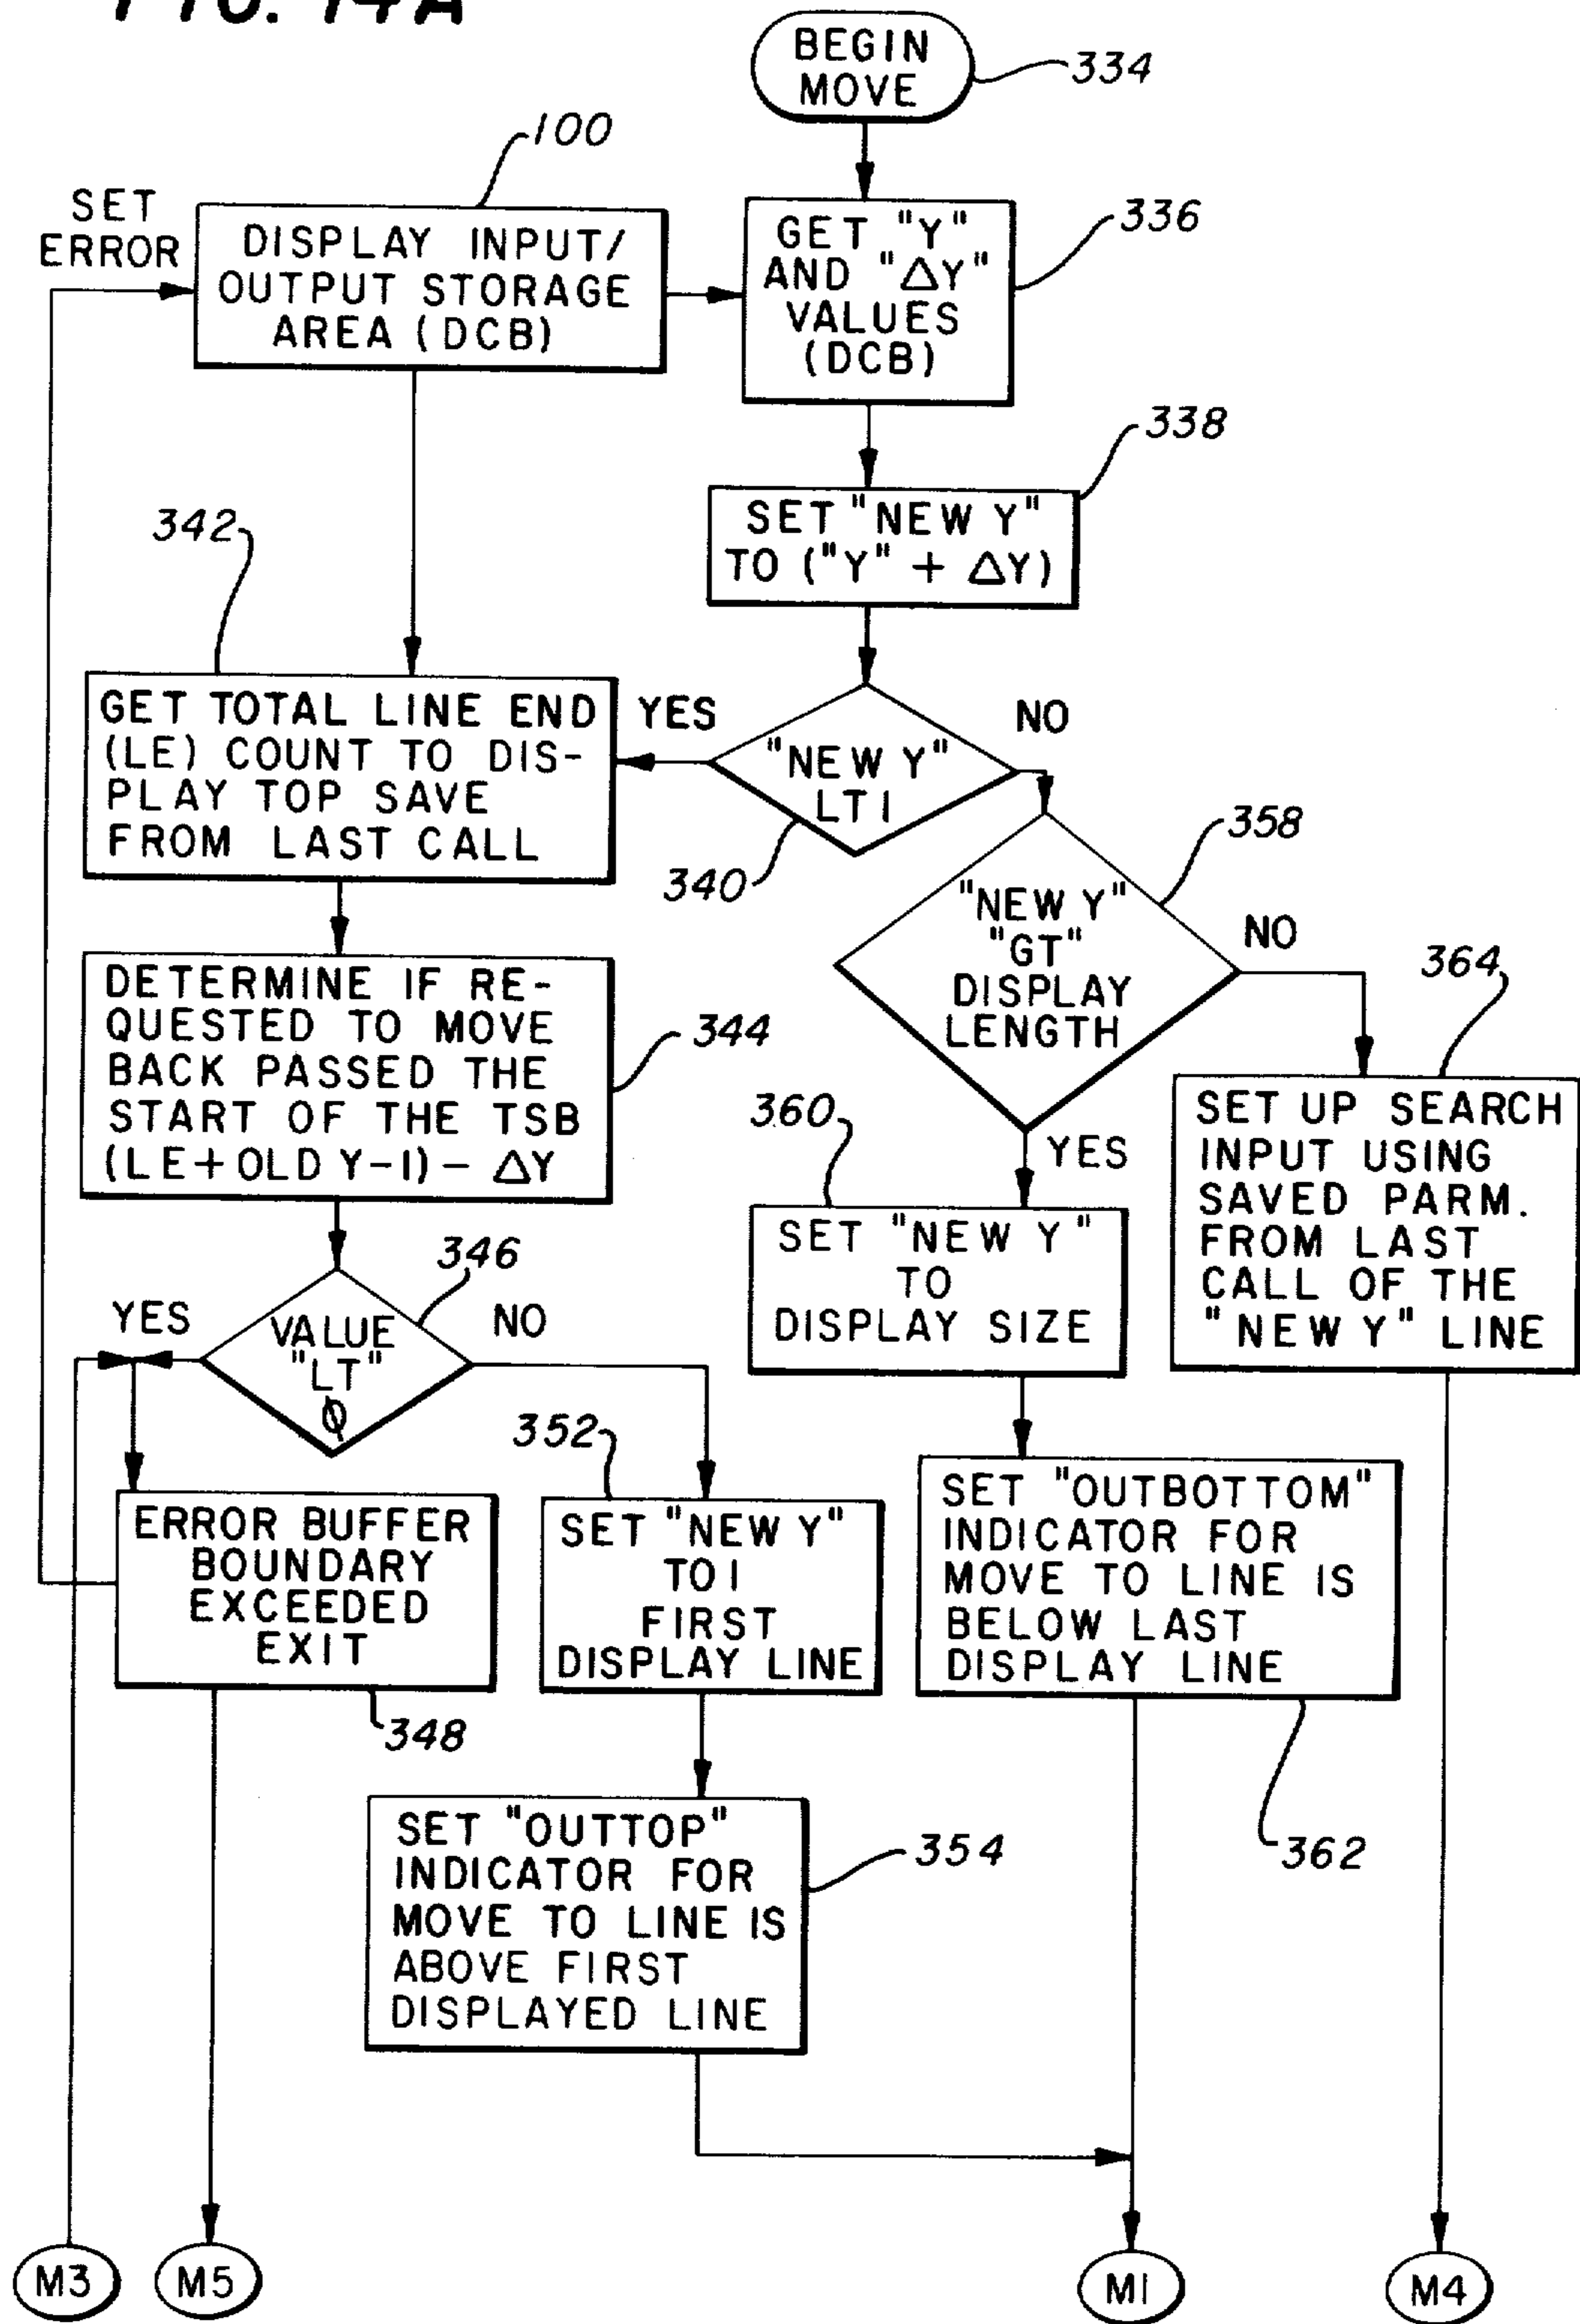 FIG. 14A
BEGIN
MOVE
334
100
SET
ERROR
DISPLAY INPUT/
OUTPUT STORAGE
AREA (DCB)
GET "Y"
AND "ΔY"
VALUES
(DCB)
336
338
SET "NEW Y"
TO ("Y" + ΔY)
342
GET TOTAL LINE END
(LE) COUNT TO DIS-
PLAY TOP SAVE
FROM LAST CALL
YES
"NEW Y"
LT 1
NO
340
358
"NEW Y"
"GT"
DISPLAY
LENGTH
NO
YES
364
DETERMINE IF RE-
QUESTED TO MOVE
BACK PASSED THE
START OF THE TSB
(LE+OLD Y-1) - ΔY
344
360
SET "NEW Y"
TO
DISPLAY SIZE
SET UP SEARCH
INPUT USING
SAVED PARM.
FROM LAST
CALL OF THE
"NEW Y" LINE
346
YES
VALUE
"LT"
0̸
NO
352
ERROR BUFFER
BOUNDARY
EXCEEDED
EXIT
348
SET "NEW Y"
TO 1
FIRST
DISPLAY LINE
SET "OUTBOTTOM"
INDICATOR FOR
MOVE TO LINE IS
BELOW LAST
DISPLAY LINE
362
SET "OUTTOP"
INDICATOR FOR
MOVE TO LINE IS
ABOVE FIRST
DISPLAYED LINE
354
M3
M5
M1
M4